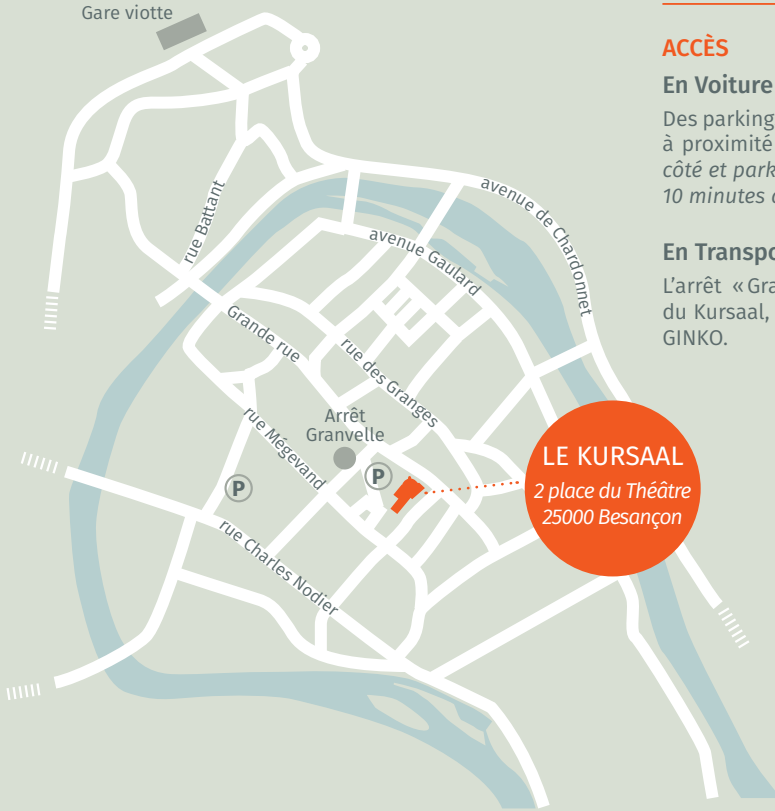 Gare viotte
ACCÈS
En Voiture
Des parking
à proximité
côté et park
10 minutes
En Transpo
L’arrêt «Gra
du Kursaal,
GINKO.
rue Battant
avenue de Chardonnet
avenue Gaulard
Grande rue
rue des Granges
rue Mégevand
Arrêt
Granvelle
P
P
LE KURSAAL
2 place du Théâtre
25000 Besançon
rue Charles Nodier